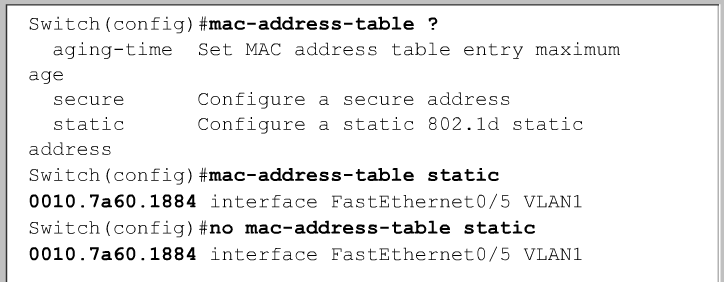 Switch(config)#mac-address-table ?
  aging-time  Set MAC address table entry maximum
age
  secure      Configure a secure address
  static      Configure a static 802.1d static
address
Switch(config)#mac-address-table static
0010.7a60.1884 interface FastEthernet0/5 VLAN1
Switch(config)#no mac-address-table static
0010.7a60.1884 interface FastEthernet0/5 VLAN1